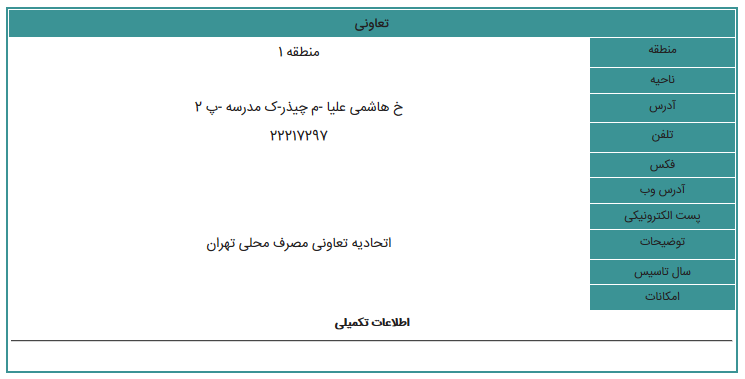 تعاونی
منطقه
منطقه ۱
ناحیه
آدرس
خ هاشمی علیا -م چیذر-ک مدرسه -پ ۲
تلفن
۲۲۲۱۷۲۹۷
فکس
آدرس وب
پست الکترونیکی
توضیحات
اتحادیه تعاونی مصرف محلی تهران
سال تاسیس
امکانات
اطلاعات تکمیلی